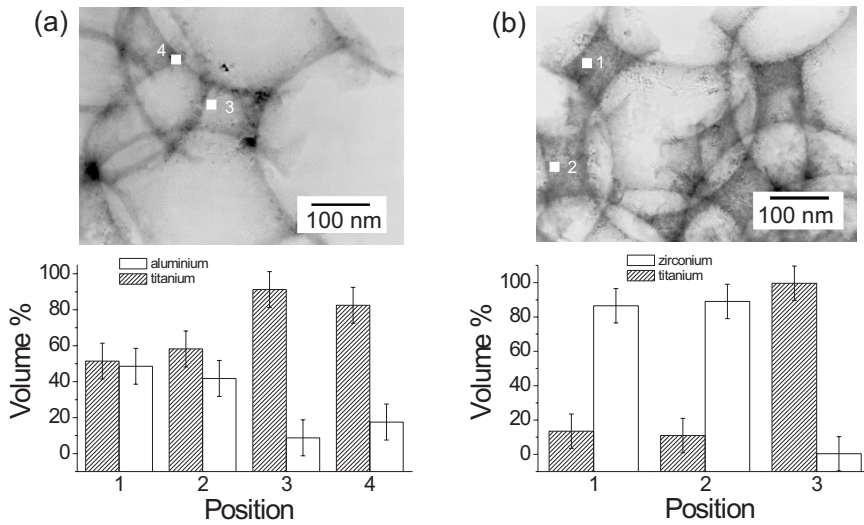 (a)
4
3
100 nm
aluminium
titanium
Volume %
100
80
60
40
20
0
1 2 3 4
Position
(b)
1
2
100 nm
zirconium
titanium
Volume %
100
80
60
40
20
0
1 2 3
Position